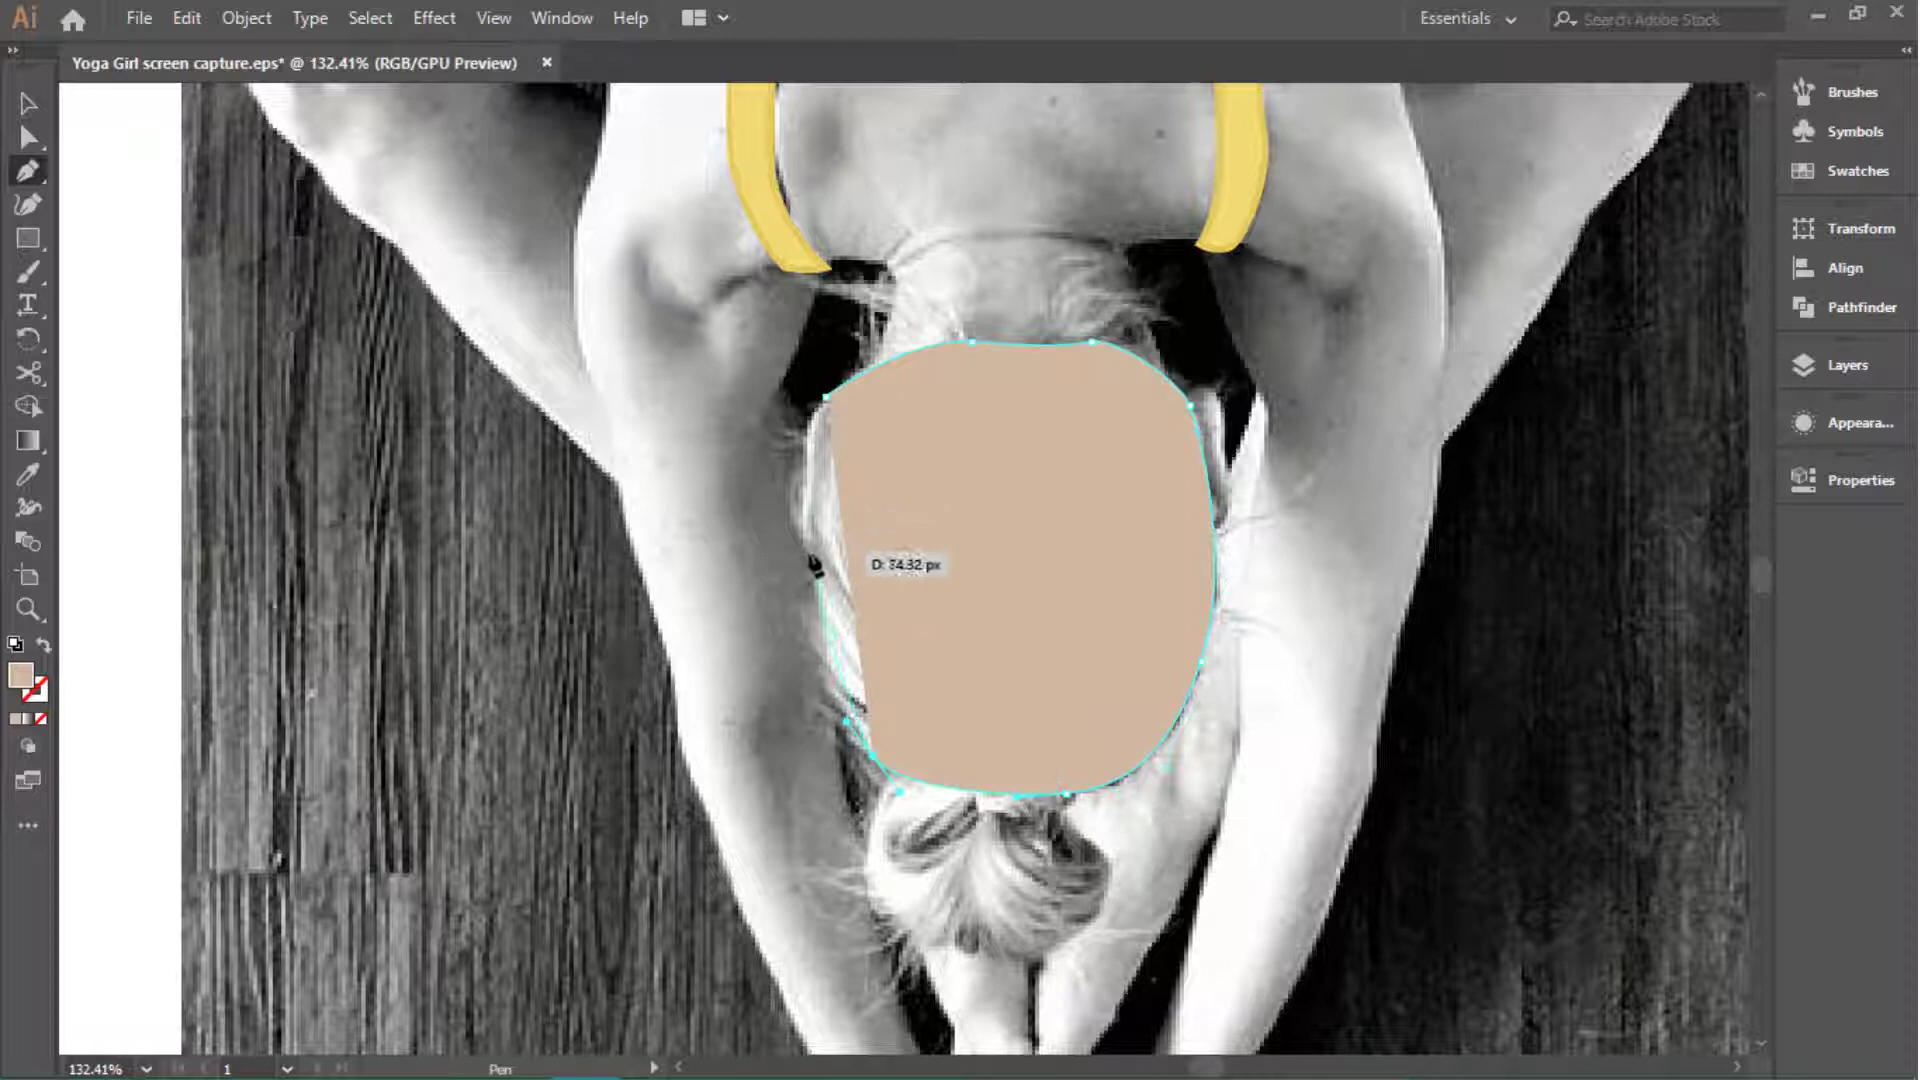 Ai File Edit Object Type Select Effect View Window Help Essentials Search Adobe Stock
Yoga Girl screen capture.eps* @ 132.41% (RGB/GPU Preview)
Brushes
Symbols
Swatches
Transform
Align
Pathfinder
Layers
Appeara...
Properties
D: 34.32 px
132.41% 1 Pen